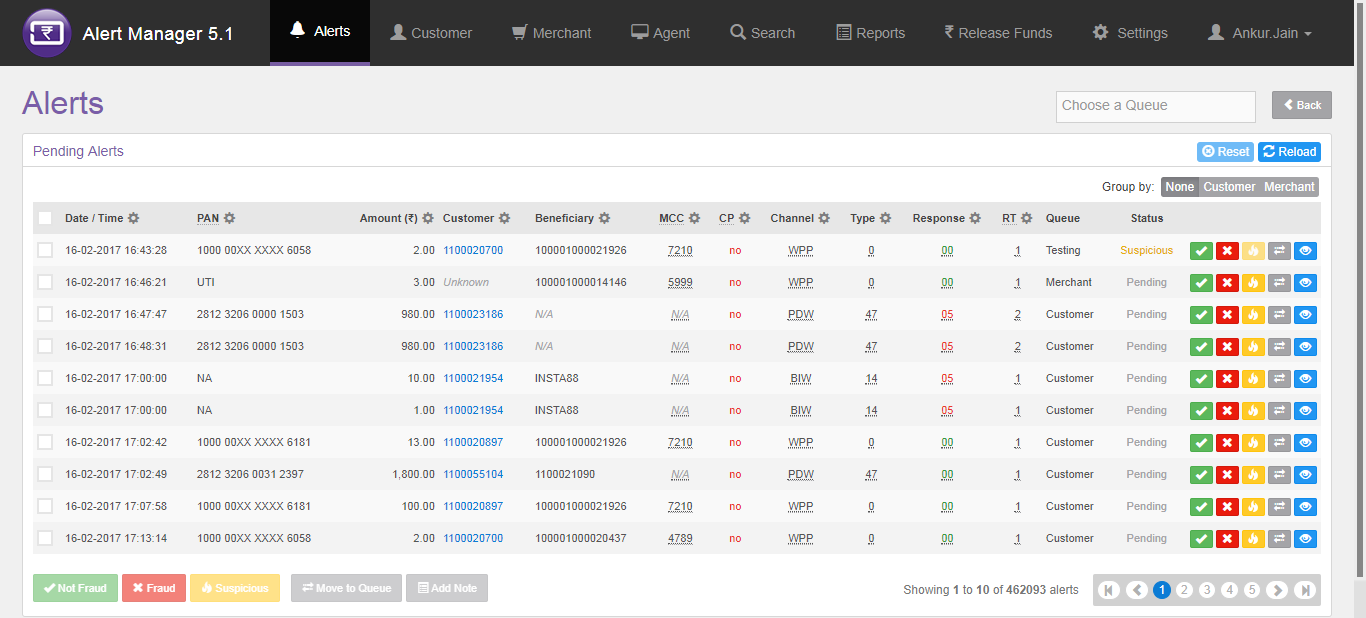 Alert Manager 5.1 Alerts Customer Merchant Agent Search Reports ₹ Release Funds Settings Ankur.Jain
Alerts
Choose a Queue Back
Pending Alerts Reset Reload
Group by: None Customer Merchant
Date / Time PAN Amount (₹) Customer Beneficiary MCC CP Channel Type Response RT Queue Status
16-02-2017 16:43:28 1000 00XX XXXX 6058 2.00 1100020700 100001000021926 7210 no WPP 0 00 1 Testing Suspicious
16-02-2017 16:46:21 UTI 3.00 Unknown 100001000014146 5999 no WPP 0 00 1 Merchant Pending
16-02-2017 16:47:47 2812 3206 0000 1503 980.00 1100023186 N/A N/A no PDW 47 05 2 Customer Pending
16-02-2017 16:48:31 2812 3206 0000 1503 980.00 1100023186 N/A N/A no PDW 47 05 2 Customer Pending
16-02-2017 17:00:00 NA 10.00 1100021954 INSTA88 N/A no BIW 14 05 1 Customer Pending
16-02-2017 17:00:00 NA 1.00 1100021954 INSTA88 N/A no BIW 14 05 1 Customer Pending
16-02-2017 17:02:42 1000 00XX XXXX 6181 13.00 1100020897 100001000021926 7210 no WPP 0 00 1 Customer Pending
16-02-2017 17:02:49 2812 3206 0031 2397 1,800.00 1100055104 1100021090 N/A no PDW 47 00 1 Customer Pending
16-02-2017 17:07:58 1000 00XX XXXX 6181 100.00 1100020897 100001000021926 7210 no WPP 0 00 1 Customer Pending
16-02-2017 17:13:14 1000 00XX XXXX 6058 2.00 1100020700 100001000020437 4789 no WPP 0 00 1 Customer Pending
Not Fraud Fraud Suspicious Move to Queue Add Note Showing 1 to 10 of 462093 alerts 1 2 3 4 5